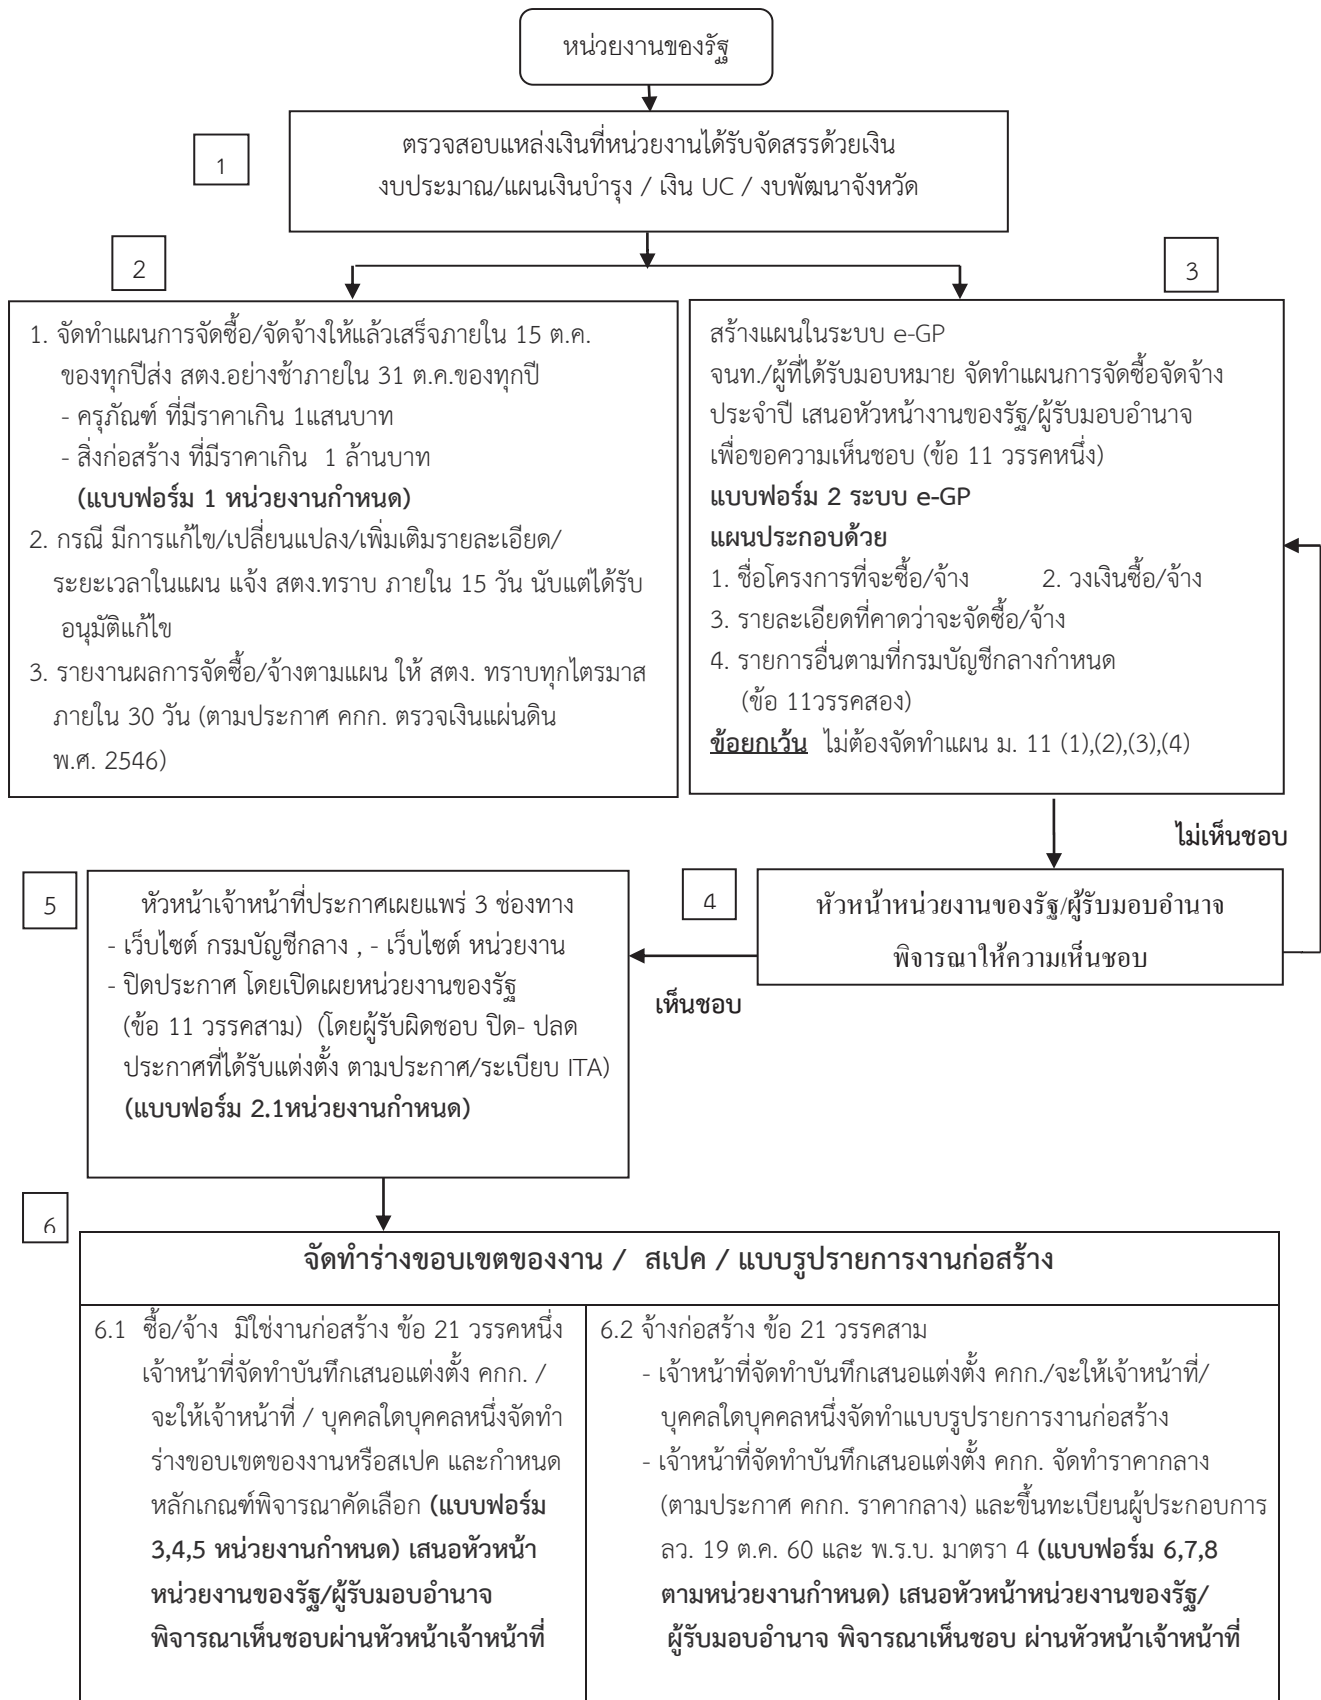 หน่วยงานของรัฐ
1
ตรวจสอบแหล่งเงินที่หน่วยงานได้รับจัดสรรด้วยเงิน
งบประมาณ/แผนเงินบำรุง / เงิน UC / งบพัฒนาจังหวัด
2
1. จัดทำแผนการจัดซื้อ/จัดจ้างให้แล้วเสร็จภายใน 15 ต.ค.
ของทุกปีส่ง สตง.อย่างช้าภายใน 31 ต.ค.ของทุกปี
- ครุภัณฑ์ ที่มีราคาเกิน 1แสนบาท
- สิ่งก่อสร้าง ที่มีราคาเกิน 1 ล้านบาท
(แบบฟอร์ม 1 หน่วยงานกำหนด)
2. กรณี มีการแก้ไข/เปลี่ยนแปลง/เพิ่มเติมรายละเอียด/
ระยะเวลาในแผน แจ้ง สตง.ทราบ ภายใน 15 วัน นับแต่ได้รับ
อนุมัติแก้ไข
3. รายงานผลการจัดซื้อ/จ้างตามแผน ให้ สตง. ทราบทุกไตรมาส
ภายใน 30 วัน (ตามประกาศ คกก. ตรวจเงินแผ่นดิน
พ.ศ. 2546)
3
สร้างแผนในระบบ e-GP
จนท./ผู้ที่ได้รับมอบหมาย จัดทำแผนการจัดซื้อจัดจ้าง
ประจำปี เสนอหัวหน้างานของรัฐ/ผู้รับมอบอำนาจ
เพื่อขอความเห็นชอบ (ข้อ 11 วรรคหนึ่ง)
แบบฟอร์ม 2 ระบบ e-GP
แผนประกอบด้วย
1. ชื่อโครงการที่จะซื้อ/จ้าง 2. วงเงินซื้อ/จ้าง
3. รายละเอียดที่คาดว่าจะจัดซื้อ/จ้าง
4. รายการอื่นตามที่กรมบัญชีกลางกำหนด
(ข้อ 11วรรคสอง)
ข้อยกเว้น ไม่ต้องจัดทำแผน ม. 11 (1),(2),(3),(4)
ไม่เห็นชอบ
4
หัวหน้าหน่วยงานของรัฐ/ผู้รับมอบอำนาจ
พิจารณาให้ความเห็นชอบ
เห็นชอบ
5
หัวหน้าเจ้าหน้าที่ประกาศเผยแพร่ 3 ช่องทาง
- เว็บไซต์ กรมบัญชีกลาง , - เว็บไซต์ หน่วยงาน
- ปิดประกาศ โดยเปิดเผยหน่วยงานของรัฐ
(ข้อ 11 วรรคสาม) (โดยผู้รับผิดชอบ ปิด- ปลด
ประกาศที่ได้รับแต่งตั้ง ตามประกาศ/ระเบียบ ITA)
(แบบฟอร์ม 2.1หน่วยงานกำหนด)
6
จัดทำร่างขอบเขตของงาน / สเปค / แบบรูปรายการงานก่อสร้าง
6.1 ซื้อ/จ้าง มิใช่งานก่อสร้าง ข้อ 21 วรรคหนึ่ง
เจ้าหน้าที่จัดทำบันทึกเสนอแต่งตั้ง คกก. /
จะให้เจ้าหน้าที่ / บุคคลใดบุคคลหนึ่งจัดทำ
ร่างขอบเขตของงานหรือสเปค และกำหนด
หลักเกณฑ์พิจารณาคัดเลือก (แบบฟอร์ม
3,4,5 หน่วยงานกำหนด) เสนอหัวหน้า
หน่วยงานของรัฐ/ผู้รับมอบอำนาจ
พิจารณาเห็นชอบผ่านหัวหน้าเจ้าหน้าที่
6.2 จ้างก่อสร้าง ข้อ 21 วรรคสาม
- เจ้าหน้าที่จัดทำบันทึกเสนอแต่งตั้ง คกก./จะให้เจ้าหน้าที่/
บุคคลใดบุคคลหนึ่งจัดทำแบบรูปรายการงานก่อสร้าง
- เจ้าหน้าที่จัดทำบันทึกเสนอแต่งตั้ง คกก. จัดทำราคากลาง
(ตามประกาศ คกก. ราคากลาง) และขึ้นทะเบียนผู้ประกอบการ
ลว. 19 ต.ค. 60 และ พ.ร.บ. มาตรา 4 (แบบฟอร์ม 6,7,8
ตามหน่วยงานกำหนด) เสนอหัวหน้าหน่วยงานของรัฐ/
ผู้รับมอบอำนาจ พิจารณาเห็นชอบ ผ่านหัวหน้าเจ้าหน้าที่